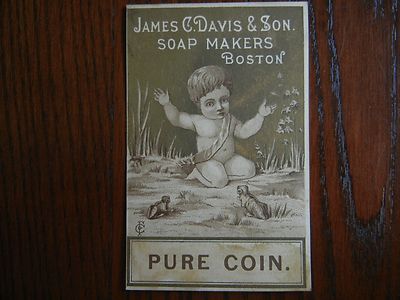 JAMES C. DAVIS & SON.
SOAP MAKERS
BOSTON
PURE COIN.